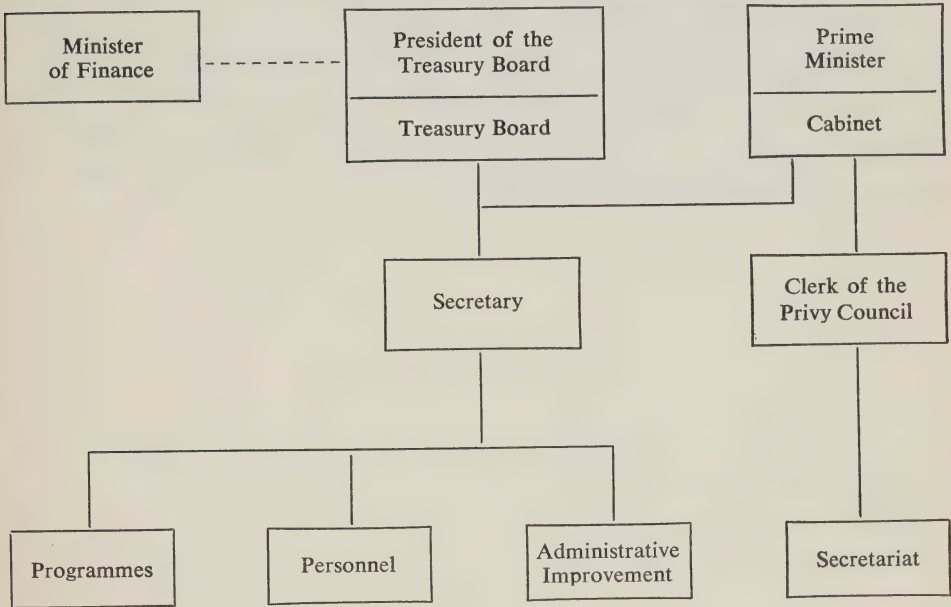 Minister
of Finance
President of the
Treasury Board
Treasury Board
Prime
Minister
Cabinet
Secretary
Clerk of the
Privy Council
Programmes
Personnel
Administrative
Improvement
Secretariat